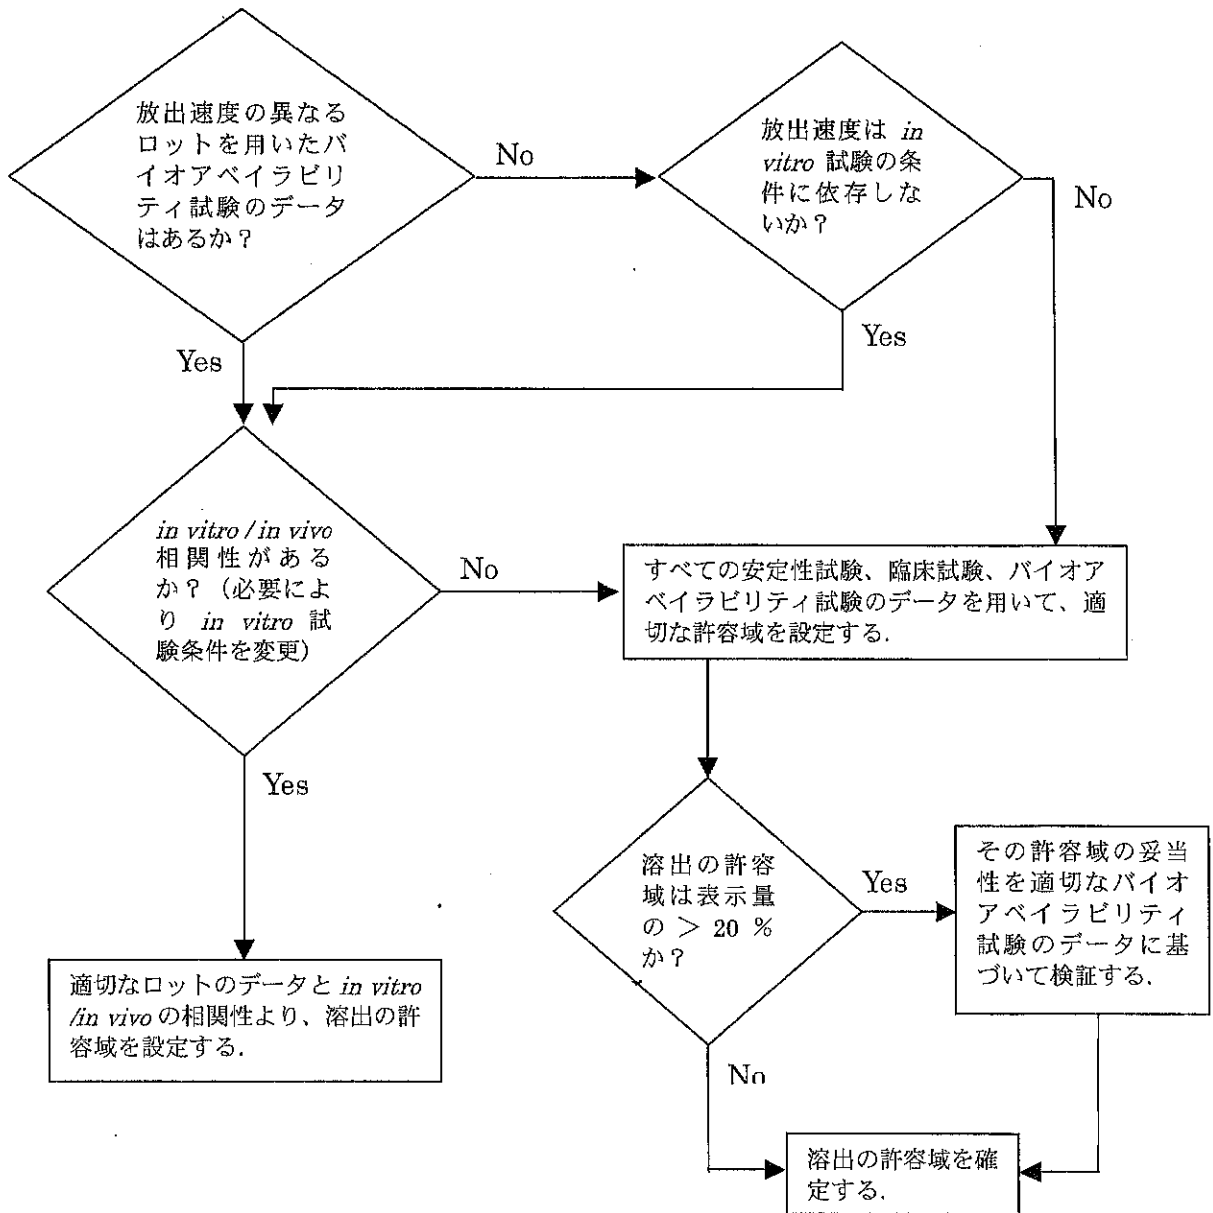 放出速度の異なる
ロットを用いたバ
イオアベイラビリ
ティ試験のデータ
はあるか？
No
放出速度は in
vitro 試験の条
件に依存しな
いか？
No
Yes
Yes
in vitro / in vivo
相関性がある
か？（必要によ
り in vitro 試
験条件を変更）
No
すべての安定性試験、臨床試験、バイオア
ベイラビリティ試験のデータを用いて、適
切な許容域を設定する.
Yes
溶出の許容
域は表示量
の ＞ 20 %
か？
Yes
その許容域の妥当
性を適切なバイオ
アベイラビリティ
試験のデータに基
づいて検証する.
適切なロットのデータと in vitro
/in vivo の相関性より、溶出の許
容域を設定する.
No
溶出の許容域を確
定する.